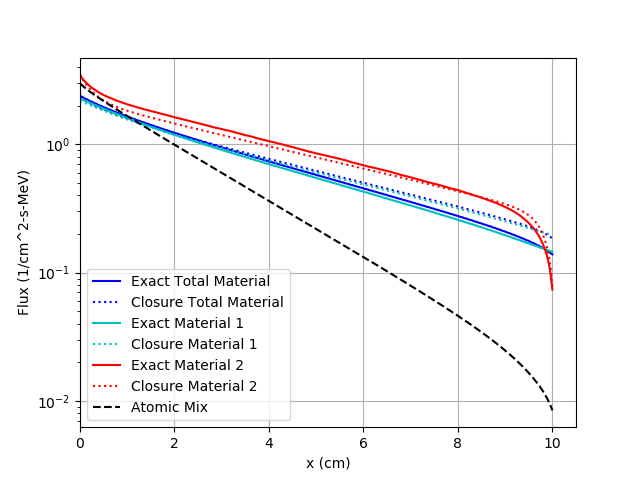 Flux (1/cm^2-s-MeV)
10^0
10^−1
10^−2
Exact Total Material
Closure Total Material
Exact Material 1
Closure Material 1
Exact Material 2
Closure Material 2
Atomic Mix
0 2 4 6 8 10
x (cm)